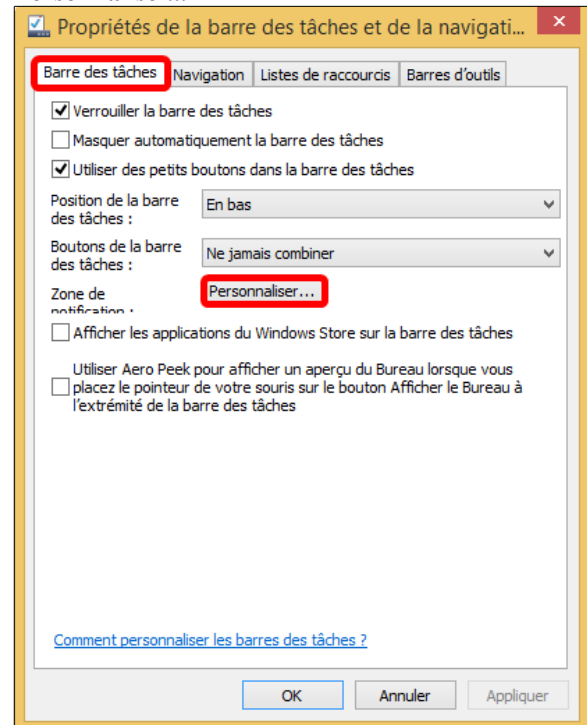 Propriétés de la barre des tâches et de la navigati...
Barre des tâches Navigation Listes de raccourcis Barres d'outils
Verrouiller la barre des tâches
Masquer automatiquement la barre des tâches
Utiliser des petits boutons dans la barre des tâches
Position de la barre des tâches : En bas
Boutons de la barre des tâches : Ne jamais combiner
Zone de notification : Personnaliser...
Afficher les applications du Windows Store sur la barre des tâches
Utiliser Aero Peek pour afficher un aperçu du Bureau lorsque vous
placez le pointeur de votre souris sur le bouton Afficher le Bureau à
l'extrémité de la barre des tâches
Comment personnaliser les barres des tâches ?
OK Annuler Appliquer